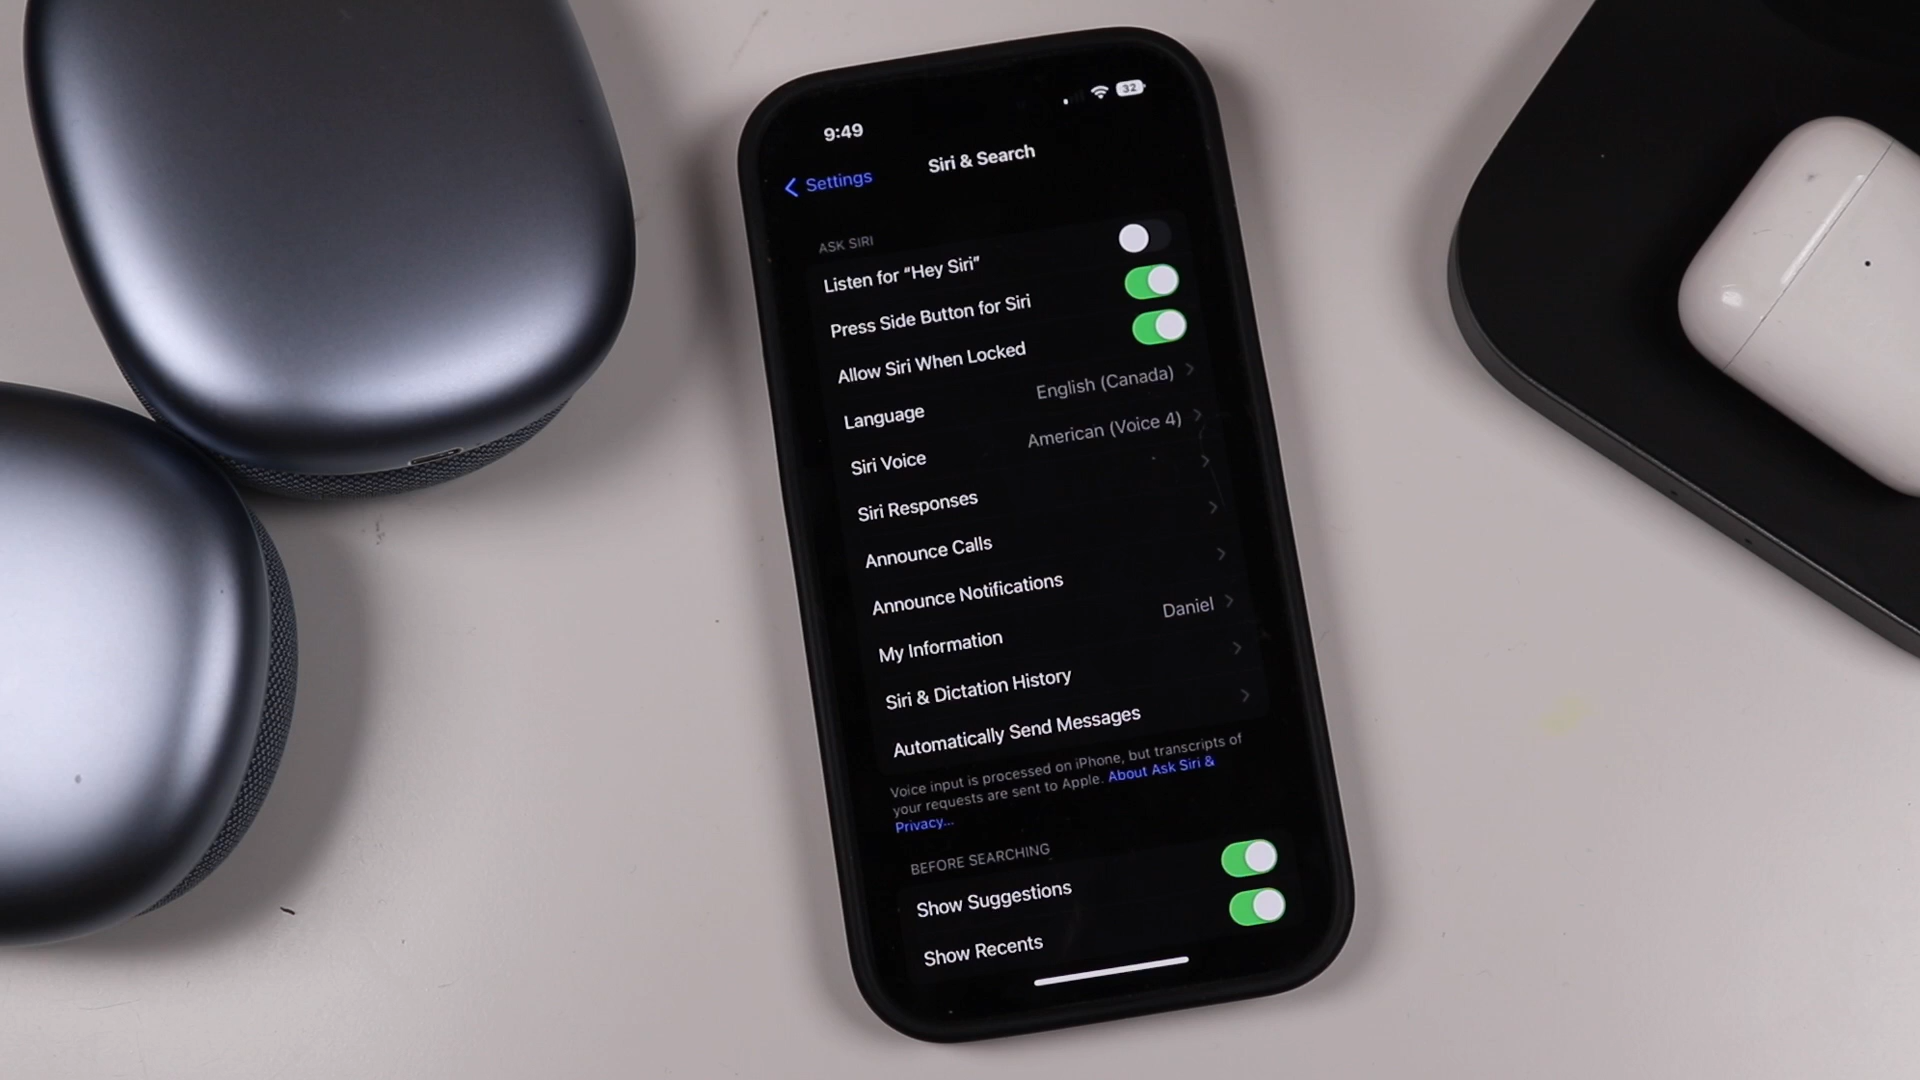 9:49
32
Settings
Siri & Search
ASK SIRI
Listen for “Hey Siri”
Press Side Button for Siri
Allow Siri When Locked
Language English (Canada)
Siri Voice American (Voice 4)
Siri Responses
Announce Calls
Announce Notifications
My Information Daniel
Siri & Dictation History
Automatically Send Messages
Voice input is processed on iPhone, but transcripts of
your requests are sent to Apple. About Ask Siri &
Privacy...
BEFORE SEARCHING
Show Suggestions
Show Recents